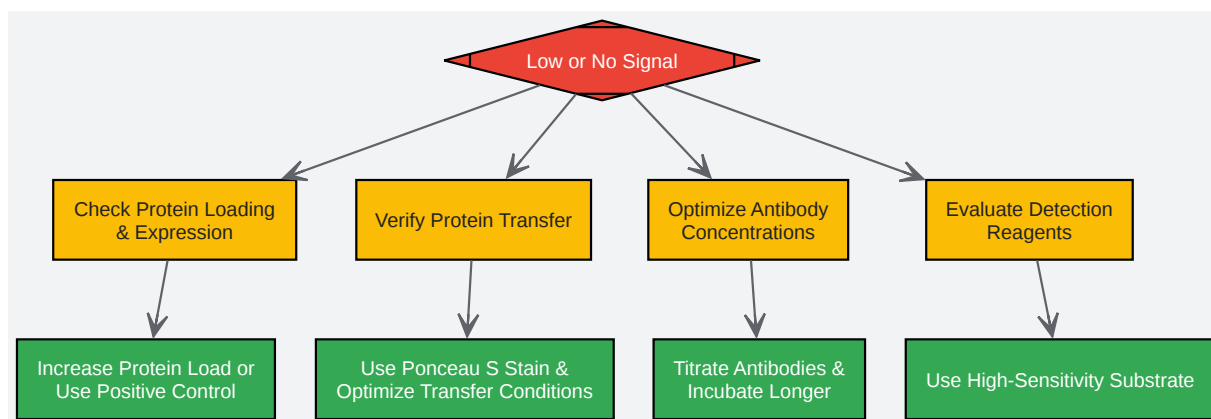 Low or No Signal
Check Protein Loading
& Expression
Verify Protein Transfer
Optimize Antibody
Concentrations
Evaluate Detection
Reagents
Increase Protein Load or
Use Positive Control
Use Ponceau S Stain &
Optimize Transfer Conditions
Titrate Antibodies &
Incubate Longer
Use High-Sensitivity Substrate